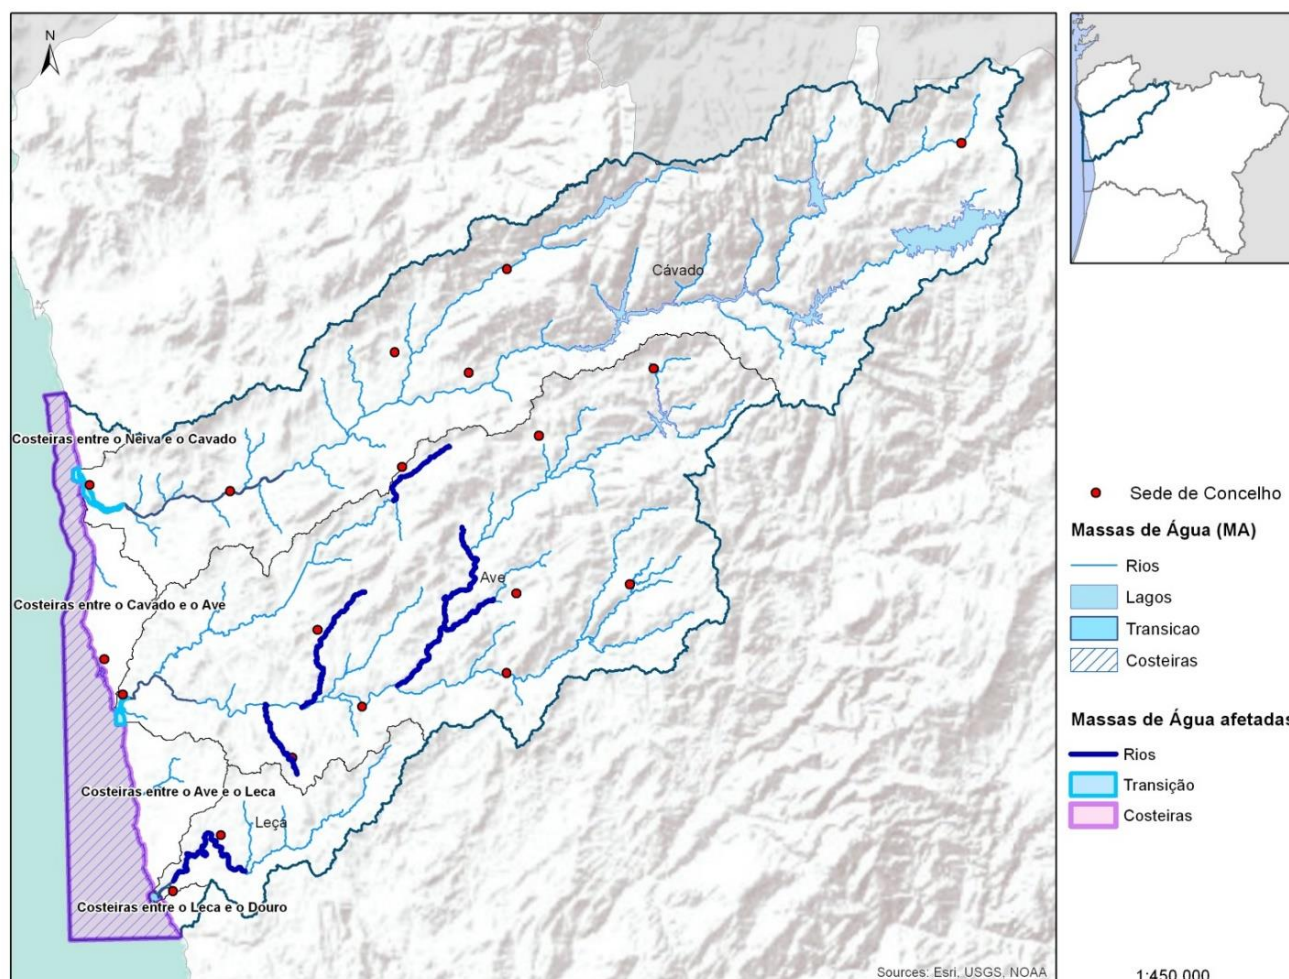 N
Cávado
Costeiras entre o Neiva e o Cavado
Ave
Costeiras entre o Cavado e o Ave
Costeiras entre o Ave e o Leca
Leça
Costeiras entre o Leca e o Douro
Sources: Esri, USGS, NOAA
Sede de Concelho
Massas de Água (MA)
Rios
Lagos
Transicao
Costeiras
Massas de Água afetadas
Rios
Transição
Costeiras
1:450 000